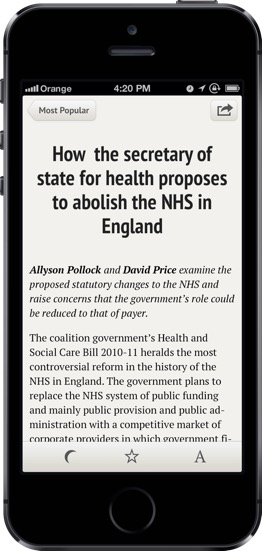 Orange 4:20 PM
Most Popular
How the secretary of
state for health proposes
to abolish the NHS in
England
Allyson Pollock and David Price examine the
proposed statutory changes to the NHS and
raise concerns that the government's role could
be reduced to that of payer.
The coalition government's Health and
Social Care Bill 2010-11 heralds the most
controversial reform in the history of the
NHS in England. The government plans to
replace the NHS system of public funding
and mainly public provision and public ad-
ministration with a competitive market of
corporate providers in which government fi-
A